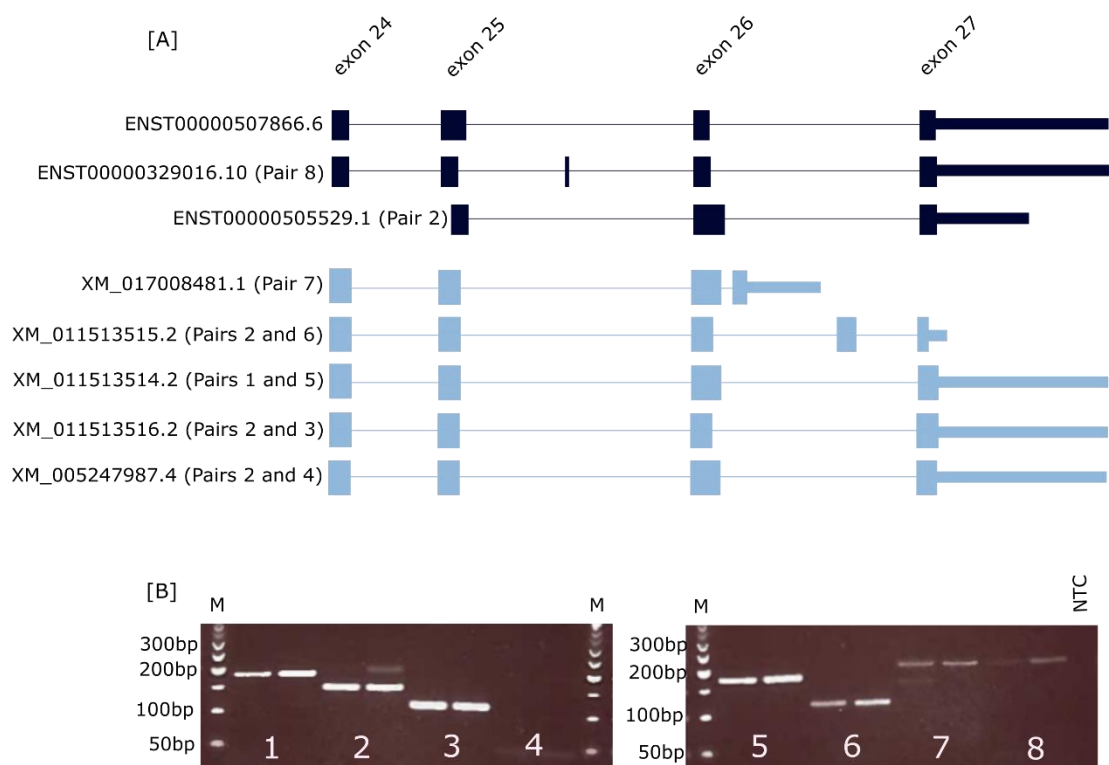 [A]
exon 24
exon 25
exon 26
exon 27
ENST00000507866.6
ENST00000329016.10 (Pair 8)
ENST00000505529.1 (Pair 2)
XM_017008481.1 (Pair 7)
XM_011513515.2 (Pairs 2 and 6)
XM_011513514.2 (Pairs 1 and 5)
XM_011513516.2 (Pairs 2 and 3)
XM_005247987.4 (Pairs 2 and 4)
[B]
M
M
M
NTC
300bp
200bp
100bp
50bp
1 2 3 4
300bp
200bp
100bp
50bp
5 6 7 8